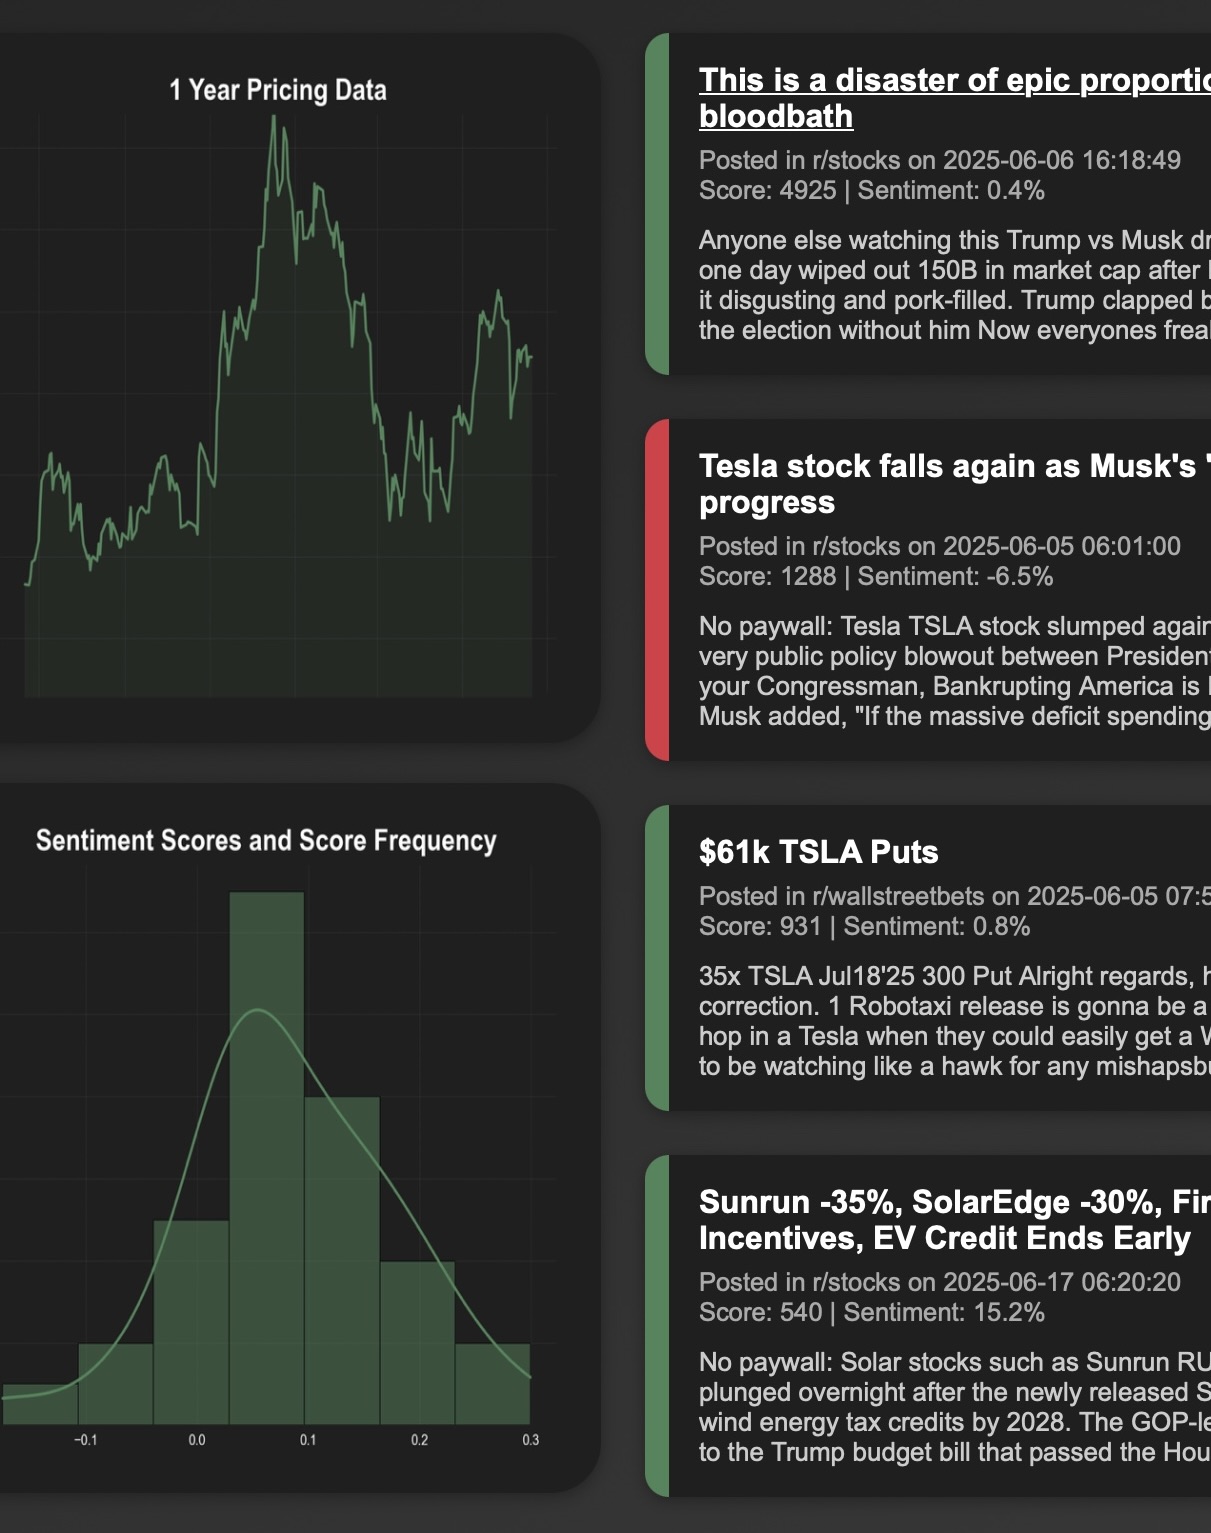 1 Year Pricing Data
Sentiment Scores and Score Frequency
−0.1 0.0 0.1 0.2 0.3
This is a disaster of epic
bloodbath
Posted in r/stocks on 2025-06-06 16:18:49
Score: 4925 | Sentiment: 0.4%
Anyone else watching this Trump vs Musk
one day wiped out 150B in market cap after
it disgusting and pork-filled. Trump clapped
the election without him Now everyones
Tesla stock falls again as Musk's '
progress
Posted in r/stocks on 2025-06-05 06:01:00
Score: 1288 | Sentiment: -6.5%
No paywall: Tesla TSLA stock slumped again
very public policy blowout between President
your Congressman, Bankrupting America is
Musk added, "If the massive deficit spending
$61k TSLA Puts
Posted in r/wallstreetbets on 2025-06-05 07:5
Score: 931 | Sentiment: 0.8%
35x TSLA Jul18'25 300 Put Alright regards,
correction. 1 Robotaxi release is gonna be a
hop in a Tesla when they could easily get a
to be watching like a hawk for any
Sunrun -35%, SolarEdge -30%,
Incentives, EV Credit Ends Early
Posted in r/stocks on 2025-06-17 06:20:20
Score: 540 | Sentiment: 15.2%
No paywall: Solar stocks such as Sunrun
plunged overnight after the newly released
wind energy tax credits by 2028. The
to the Trump budget bill that passed the